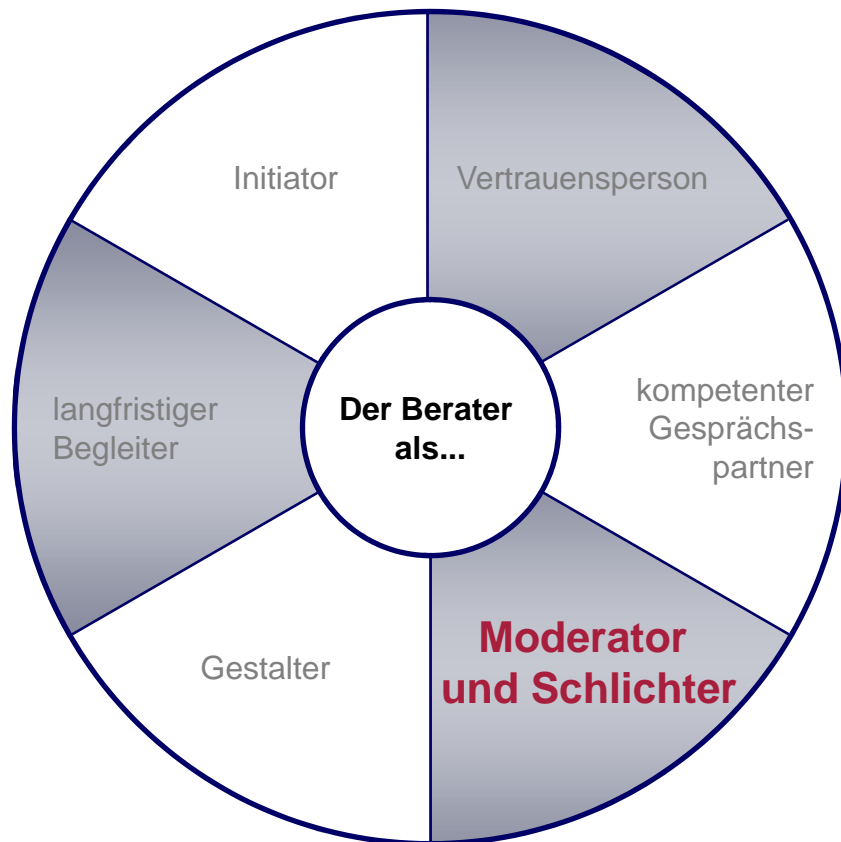 Initiator
Vertrauensperson
langfristiger
Begleiter
Der Berater
als...
kompetenter
Gesprächs-
partner
Gestalter
Moderator
und Schlichter